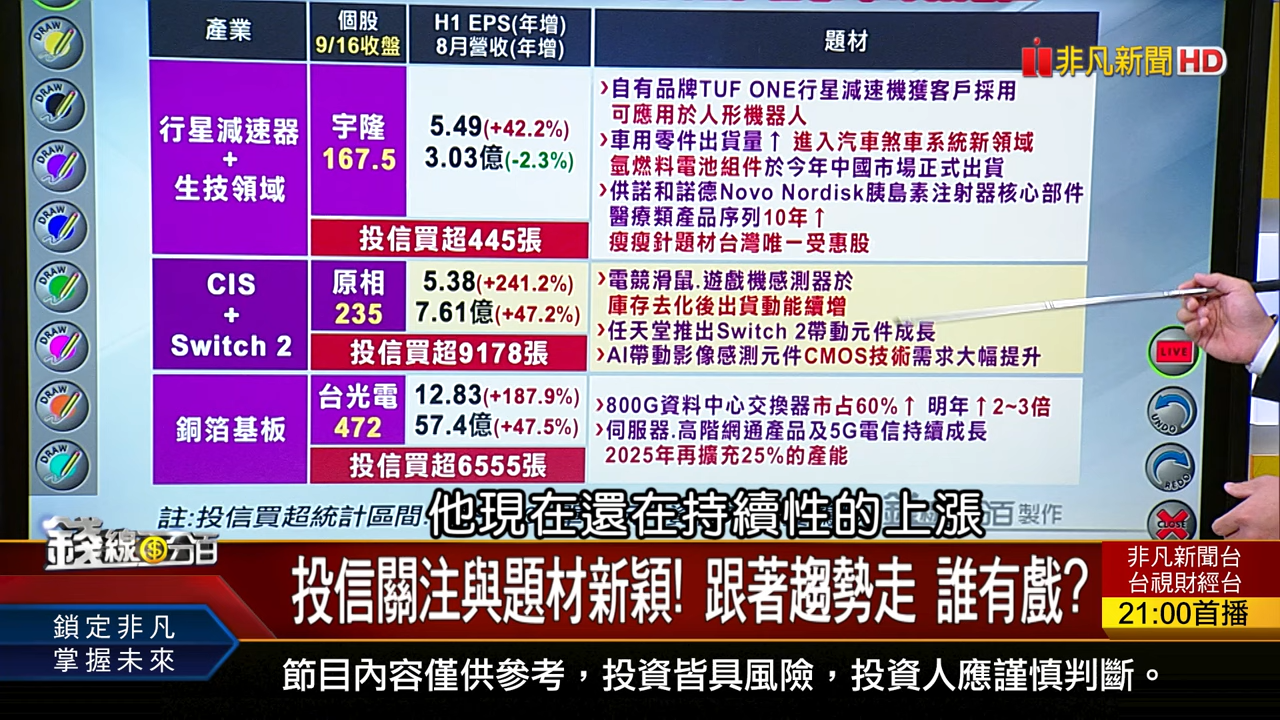 產業
個股
9/16收盤
H1 EPS(年增)
8月營收(年增)
題材
非凡新聞HD
行星減速器
+
生技領域
宇隆
167.5
5.49(+42.2%)
3.03億(-2.3%)
投信買超445張
›自有品牌TUF ONE行星減速機獲客戶採用
可應用於人形機器人
›車用零件出貨量↑ 進入汽車煞車系統新領域
氫燃料電池組件於今年中國市場正式出貨
›供諾和諾德Novo Nordisk胰島素注射器核心部件
醫療類產品序列10年↑
瘦瘦針題材台灣唯一受惠股
CIS
+
Switch 2
原相
235
5.38(+241.2%)
7.61億(+47.2%)
投信買超9178張
›電競滑鼠.遊戲機感測器於
庫存去化後出貨動能續增
›任天堂推出Switch 2帶動元件成長
›AI帶動影像感測元件CMOS技術需求大幅提升
銅箔基板
台光電
472
12.83(+187.9%)
57.4億(+47.5%)
投信買超6555張
›800G資料中心交換器市占60%↑ 明年↑2~3倍
›伺服器.高階網通產品及5G電信持續成長
2025年再擴充25%的產能
DRAW
DRAW
DRAW
DRAW
DRAW
DRAW
DRAW
DRAW
LIVE
UNDO
REDO
CLOSE
註:投信買超統計區間:
製作
他現在還在持續性的上漲
錢線百分百
投信關注與題材新穎! 跟著趨勢走 誰有戲?
非凡新聞台
台視財經台
21:00首播
鎖定非凡
掌握未來
節目內容僅供參考，投資皆具風險，投資人應謹慎判斷。